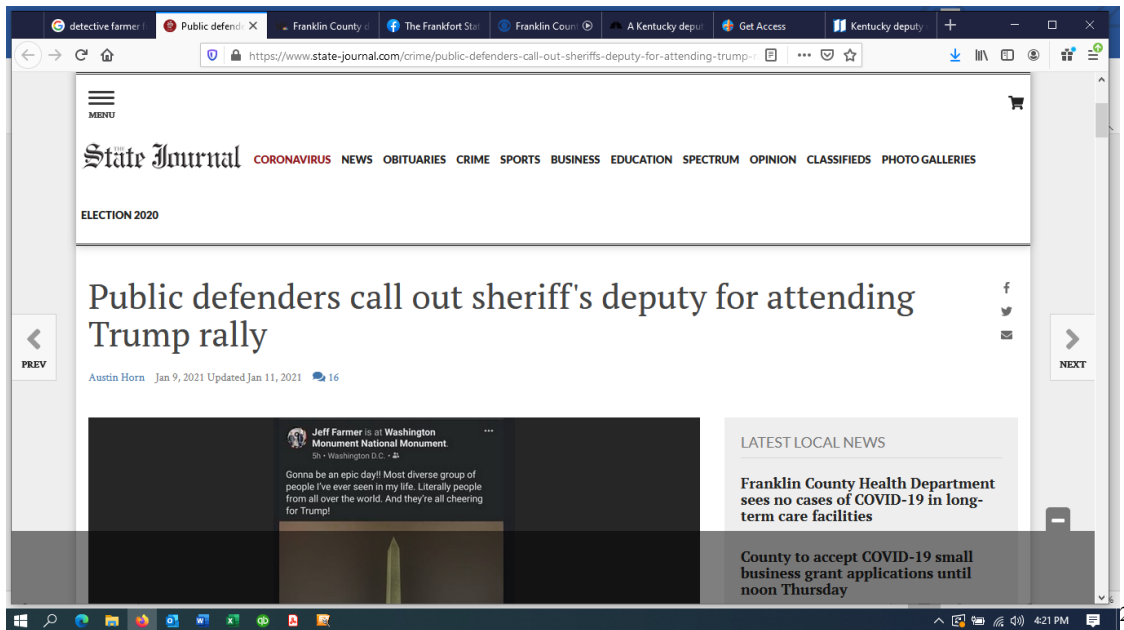 detective farmer f
Public defende
Franklin County d
The Frankfort Stat
Franklin Count
A Kentucky deput
Get Access
Kentucky deputy
https://www.state-journal.com/crime/public-defenders-call-out-sheriffs-deputy-for-attending-trump-r
MENU
THE
State Journal
CORONAVIRUS NEWS OBITUARIES CRIME SPORTS BUSINESS EDUCATION SPECTRUM OPINION CLASSIFIEDS PHOTO GALLERIES
ELECTION 2020
Public defenders call out sheriff's deputy for attending
Trump rally
Austin Horn Jan 9, 2021 Updated Jan 11, 2021 16
PREV
NEXT
Jeff Farmer is at Washington
Monument National Monument.
5h • Washington D.C. •
Gonna be an epic day!! Most diverse group of
people I've ever seen in my life. Literally people
from all over the world. And they're all cheering
for Trump!
LATEST LOCAL NEWS
Franklin County Health Department
sees no cases of COVID-19 in long-
term care facilities
County to accept COVID-19 small
business grant applications until
noon Thursday
4:21 PM